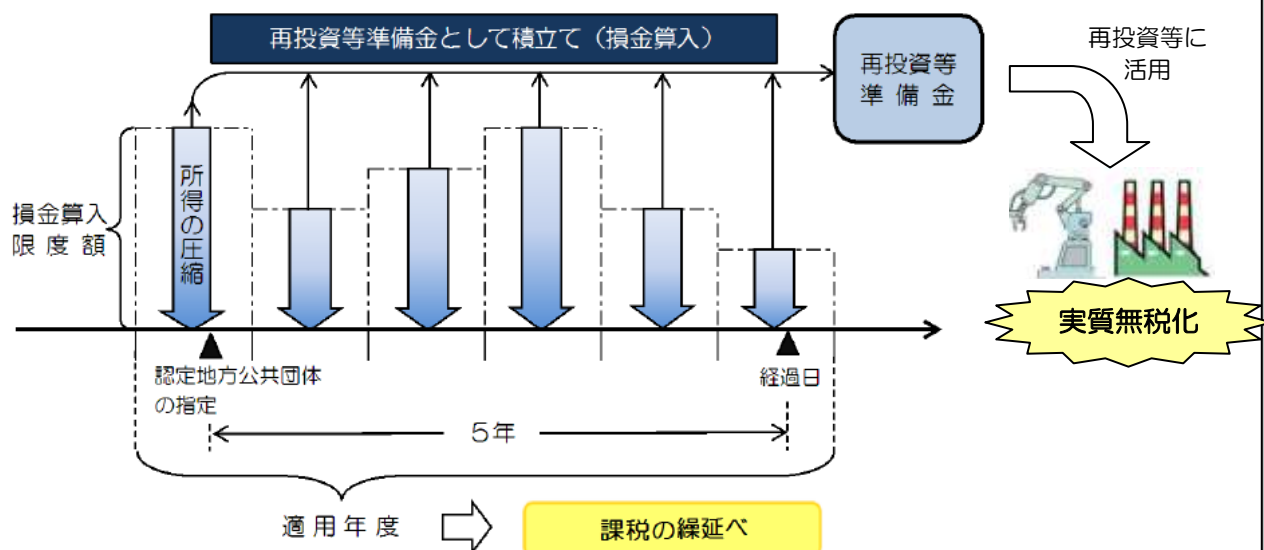 再投資等準備金として積立て（損金算入）
再投資等
準備金
再投資等に
活用
所得の圧縮
損金算入
限度額
実質無税化
認定地方公共団体
の指定
経過日
5年
適用年度
課税の繰延べ